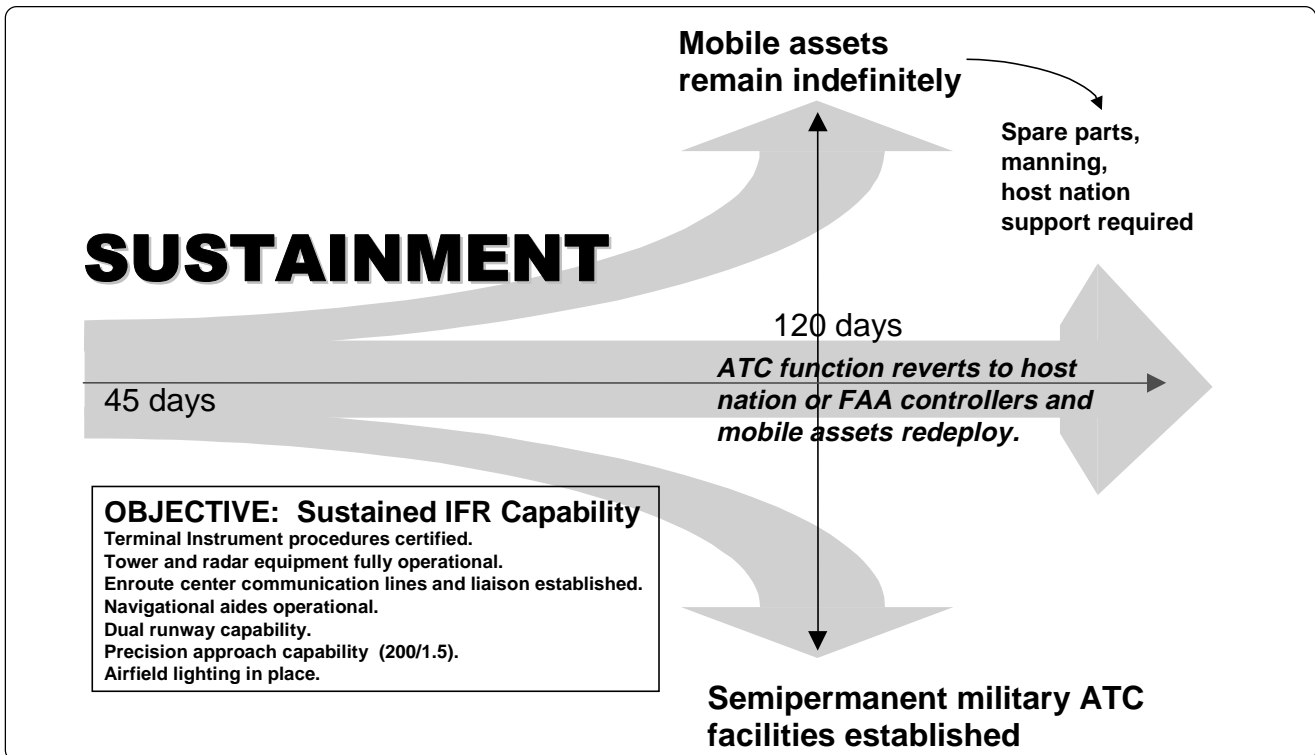 Mobile assets
remain indefinitely
Spare parts,
manning,
host nation
support required
SUSTAINMENT
120 days
45 days
ATC function reverts to host
nation or FAA controllers and
mobile assets redeploy.
OBJECTIVE:  Sustained IFR Capability
Terminal Instrument procedures certified.
Tower and radar equipment fully operational.
Enroute center communication lines and liaison established.
Navigational aides operational.
Dual runway capability.
Precision approach capability  (200/1.5).
Airfield lighting in place.
Semipermanent military ATC
facilities established